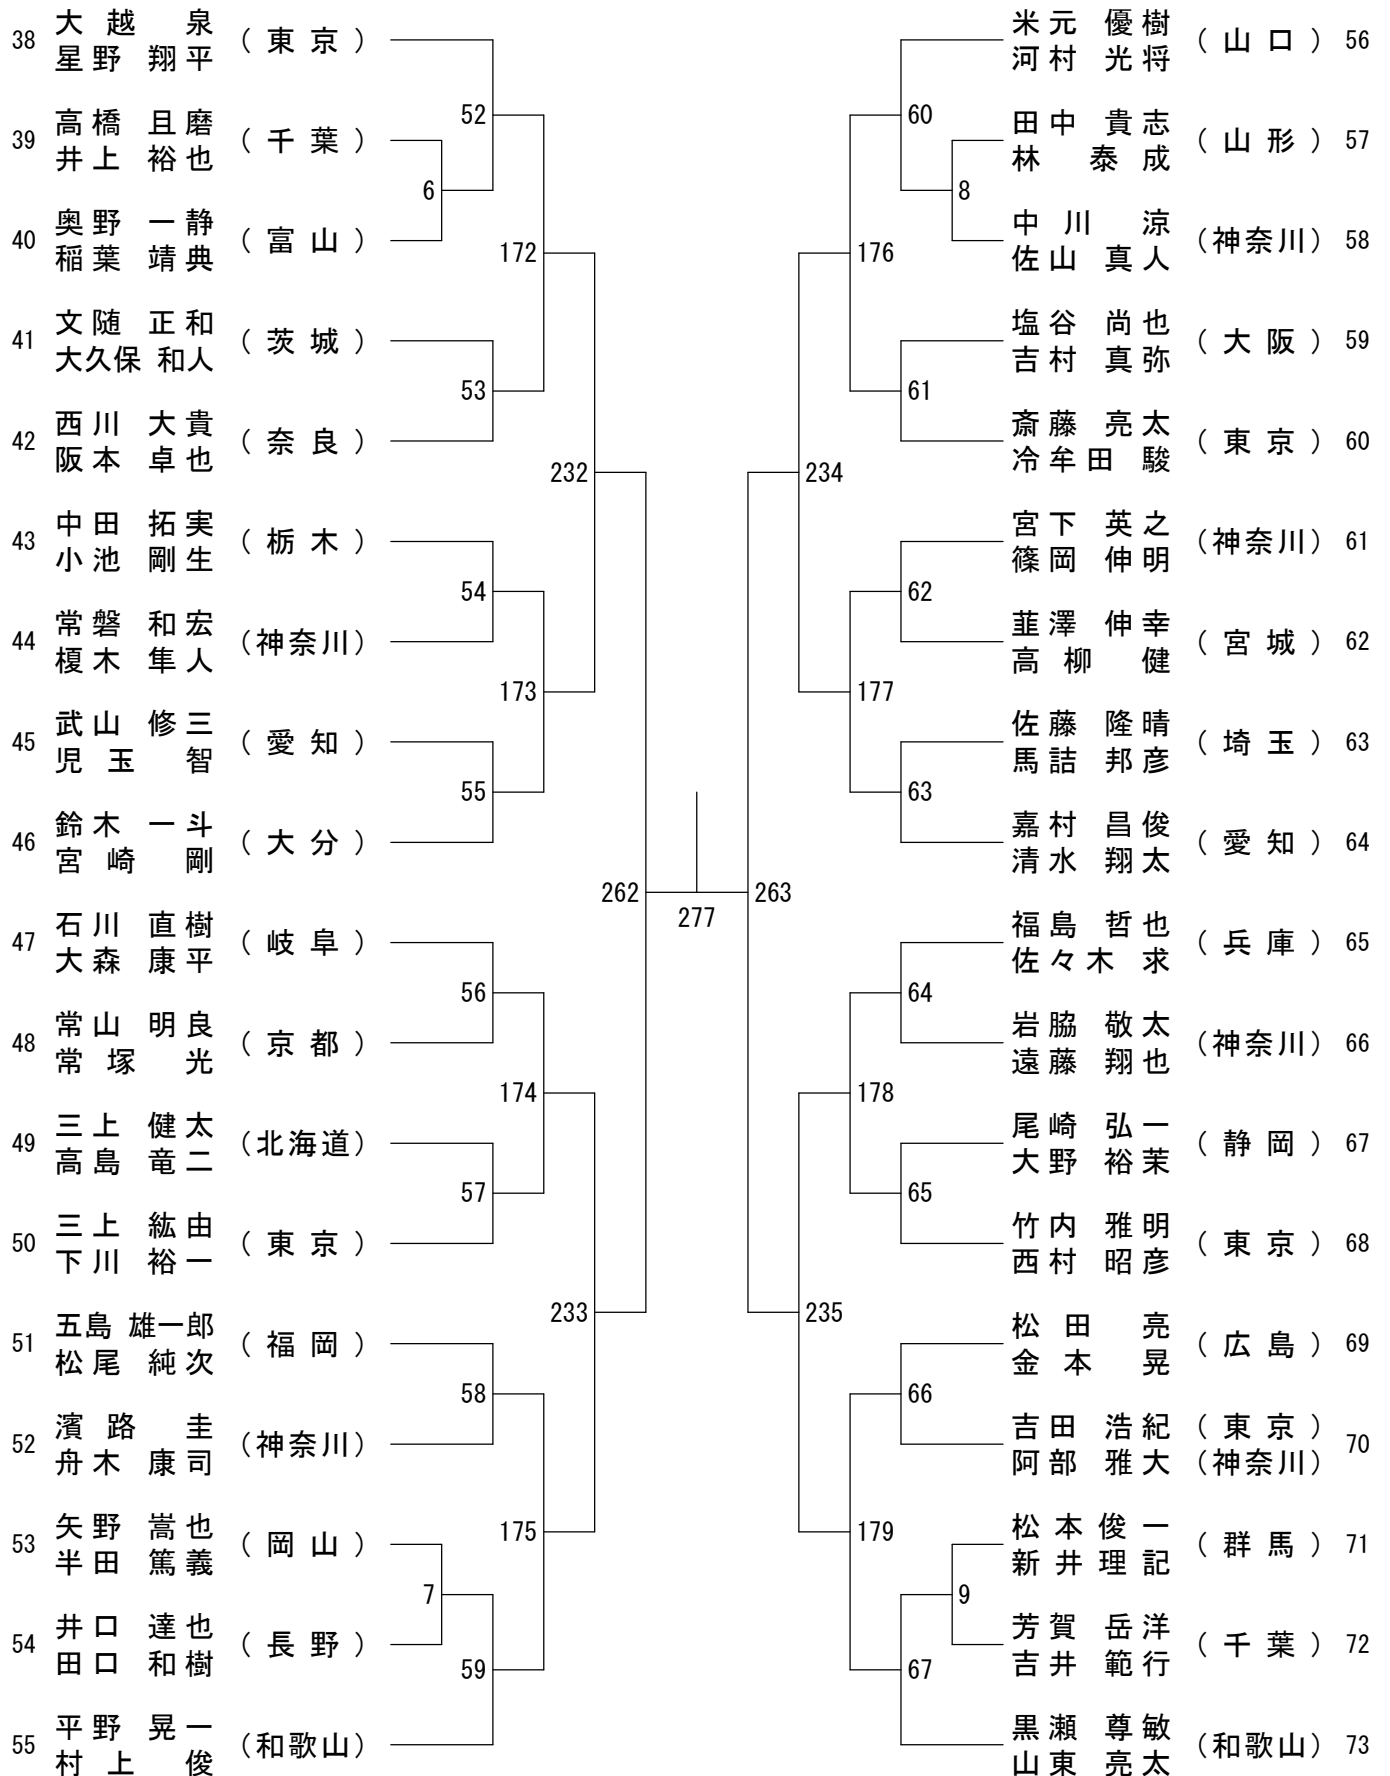 38 大越 泉 (東京)
星野 翔平
39 高橋 且磨 (千葉)
井上 裕也
40 奥野 一静 (富山)
稲葉 靖典
41 文随 正和 (茨城)
大久保 和人
42 西川 大貴 (奈良)
阪本 卓也
43 中田 拓実 (栃木)
小池 剛生
44 常磐 和宏 (神奈川)
榎木 隼人
45 武山 修三 (愛知)
児玉 智
46 鈴木 一斗 (大分)
宮崎 剛
47 石川 直樹 (岐阜)
大森 康平
48 常山 明良 (京都)
常塚 光
49 三上 健太 (北海道)
高島 竜二
50 三上 紘由 (東京)
下川 裕一
51 五島 雄一郎 (福岡)
松尾 純次
52 濱路 圭 (神奈川)
舟木 康司
53 矢野 嵩也 (岡山)
半田 篤義
54 井口 達也 (長野)
田口 和樹
55 平野 晃一 (和歌山)
村上 俊
6
7
52
53
54
55
56
57
58
59
172
173
174
175
232
233
262
277
263
234
235
176
177
178
179
60
61
62
63
64
65
66
67
8
9
米元 優樹 (山口) 56
河村 光将
田中 貴志 (山形) 57
林 泰成
中川 涼 (神奈川) 58
佐山 真人
塩谷 尚也 (大阪) 59
吉村 真弥
斎藤 亮太 (東京) 60
冷牟田 駿
宮下 英之 (神奈川) 61
篠岡 伸明
韮澤 伸幸 (宮城) 62
高柳 健
佐藤 隆晴 (埼玉) 63
馬詰 邦彦
嘉村 昌俊 (愛知) 64
清水 翔太
福島 哲也 (兵庫) 65
佐々木 求
岩脇 敬太 (神奈川) 66
遠藤 翔也
尾崎 弘一 (静岡) 67
大野 裕茉
竹内 雅明 (東京) 68
西村 昭彦
松田 亮 (広島) 69
金本 晃
吉田 浩紀 (東京) 70
阿部 雅大 (神奈川)
松本 俊一 (群馬) 71
新井 理記
芳賀 岳洋 (千葉) 72
吉井 範行
黒瀬 尊敏 (和歌山) 73
山東 亮太